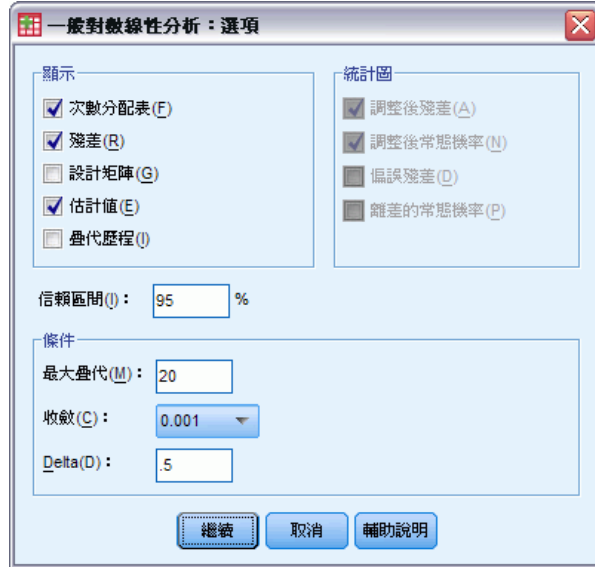 一般對數線性分析：選項
顯示
次數分配表(F)
殘差(R)
設計矩陣(G)
估計值(E)
疊代歷程(I)
統計圖
調整後殘差(A)
調整後常態機率(N)
偏誤殘差(D)
離差的常態機率(P)
信賴區間(I)： 95 %
條件
最大疊代(M)： 20
收斂(C)： 0.001
Delta(D)： .5
繼續 取消 輔助說明